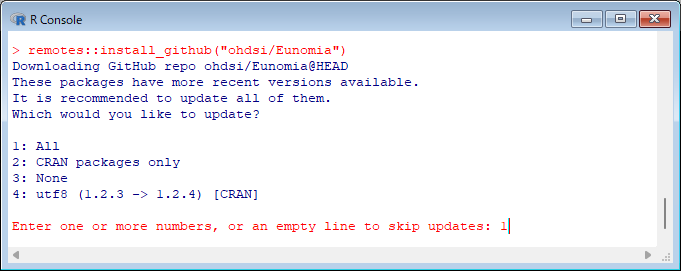 R Console
> remotes::install_github("ohdsi/Eunomia")
Downloading GitHub repo ohdsi/Eunomia@HEAD
These packages have more recent versions available.
It is recommended to update all of them.
Which would you like to update?
1: All
2: CRAN packages only
3: None
4: utf8 (1.2.3 -> 1.2.4) [CRAN]
Enter one or more numbers, or an empty line to skip updates: 1